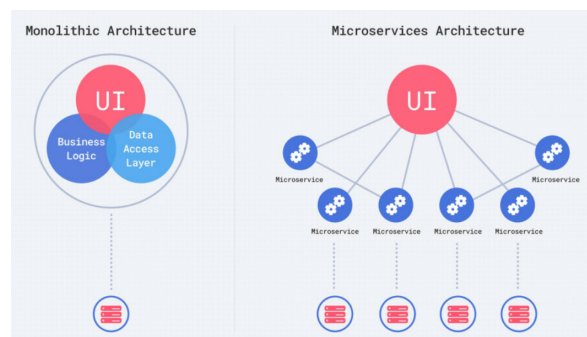 Monolithic Architecture
Microservices Architecture
UI
Business
Logic
Data
Access
Layer
UI
Microservice
Microservice
Microservice
Microservice
Microservice
Microservice